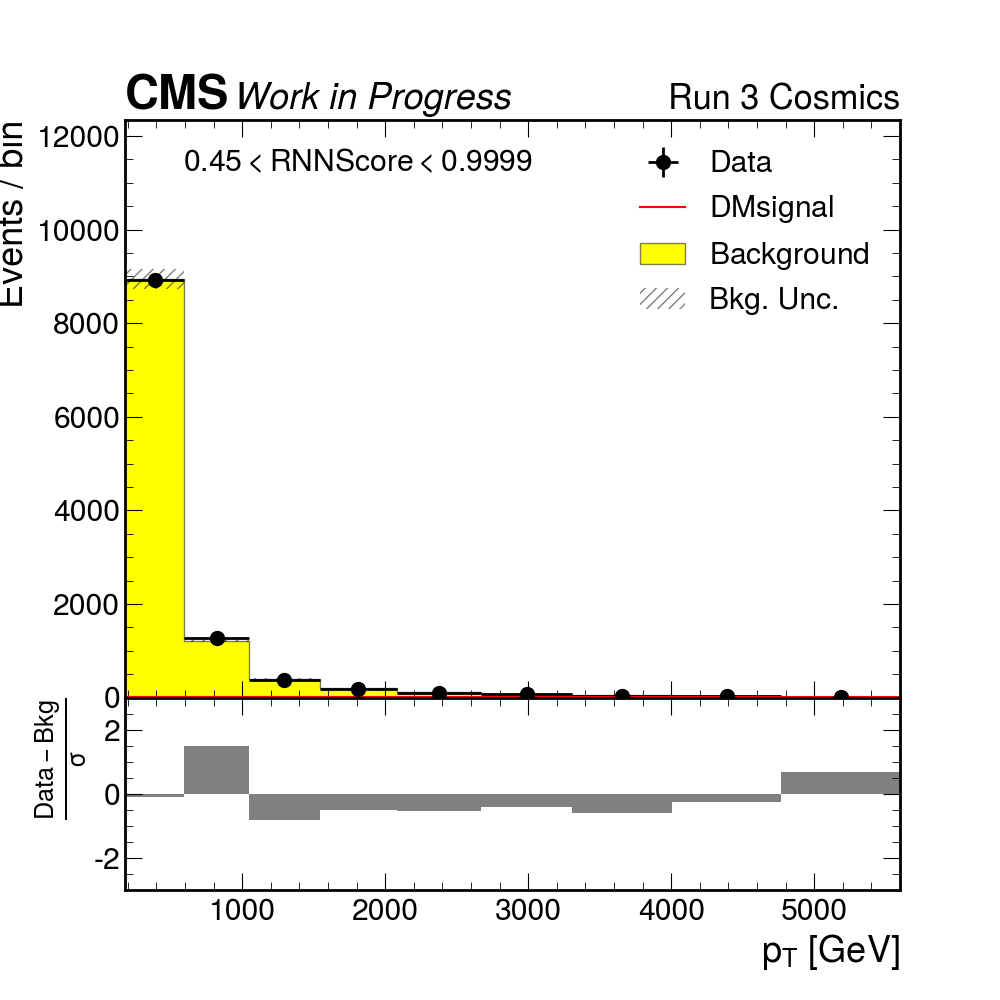 CMS Work in Progress Run 3 Cosmics
Events / bin
0.45 < RNNScore < 0.9999
Data
DMsignal
Background
Bkg. Unc.
12000
10000
8000
6000
4000
2000
0
Data – Bkg
σ
2
0
-2
1000 2000 3000 4000 5000
pT [GeV]